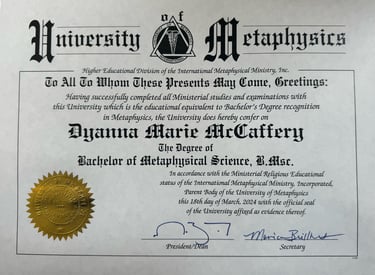 University of Metaphysics
Higher Educational Division of the International Metaphysical Ministry, Inc.
To All To Whom These Presents May Come, Greetings:
Having successfully completed all Ministerial studies and examinations with
this University which is the educational equivalent to Bachelor's Degree recognition
in Metaphysics, the University does hereby confer on
Dyanna Marie McCaffery
The Degree of
Bachelor of Metaphysical Science, B.Msc.
In accordance with the Ministerial Religious Educational
status of the International Metaphysical Ministry, Incorporated,
Parent Body of the University of Metaphysics
this 18th day of March, 2024 with the official seal
of the University affixed as evidence thereof.
President/Dean
Secretary